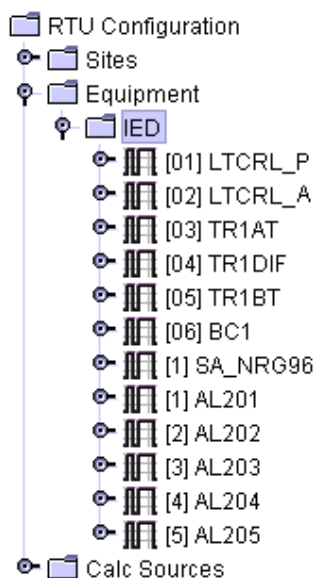 RTU Configuration
Sites
Equipment
IED
[01] LTCRL_P
[02] LTCRL_A
[03] TR1AT
[04] TR1DIF
[05] TR1BT
[06] BC1
[1] SA_NRG96
[1] AL201
[2] AL202
[3] AL203
[4] AL204
[5] AL205
Calc Sources